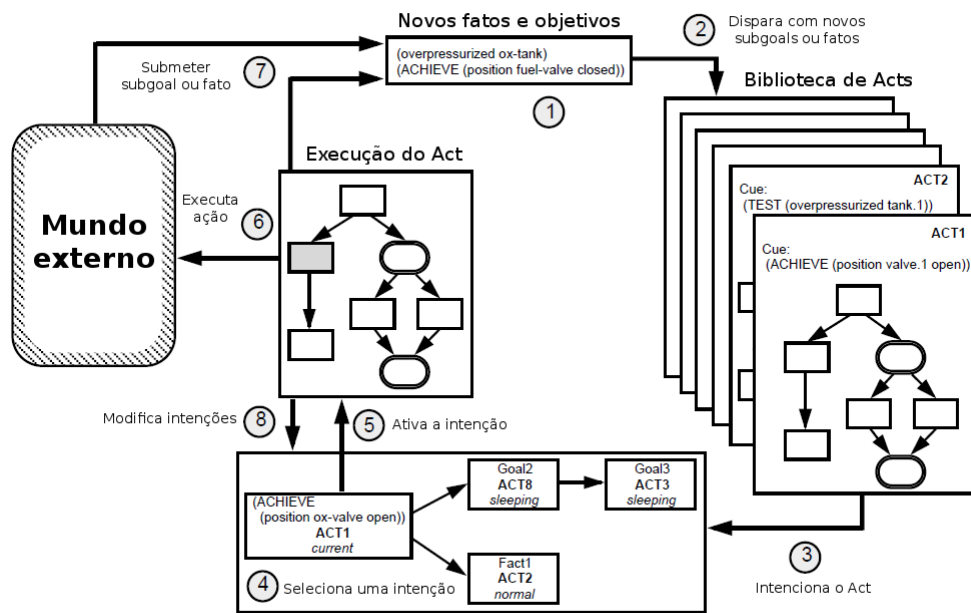 Novos fatos e objetivos
(overpressurized ox-tank)
(ACHIEVE (position fuel-valve closed))
1
2
Dispara com novos
subgoals ou fatos
Submeter
subgoal ou fato
7
Biblioteca de Acts
ACT2
Cue:
(TEST (overpressurized tank.1))
ACT1
Cue:
(ACHIEVE (position valve.1 open))
Execução do Act
Executa
ação
6
Mundo
externo
Modifica intenções
8
5
Ativa a intenção
(ACHIEVE
(position ox-valve open))
ACT1
current
Goal2
ACT8
sleeping
Goal3
ACT3
sleeping
Fact1
ACT2
normal
4
Seleciona uma intenção
3
Intenciona o Act